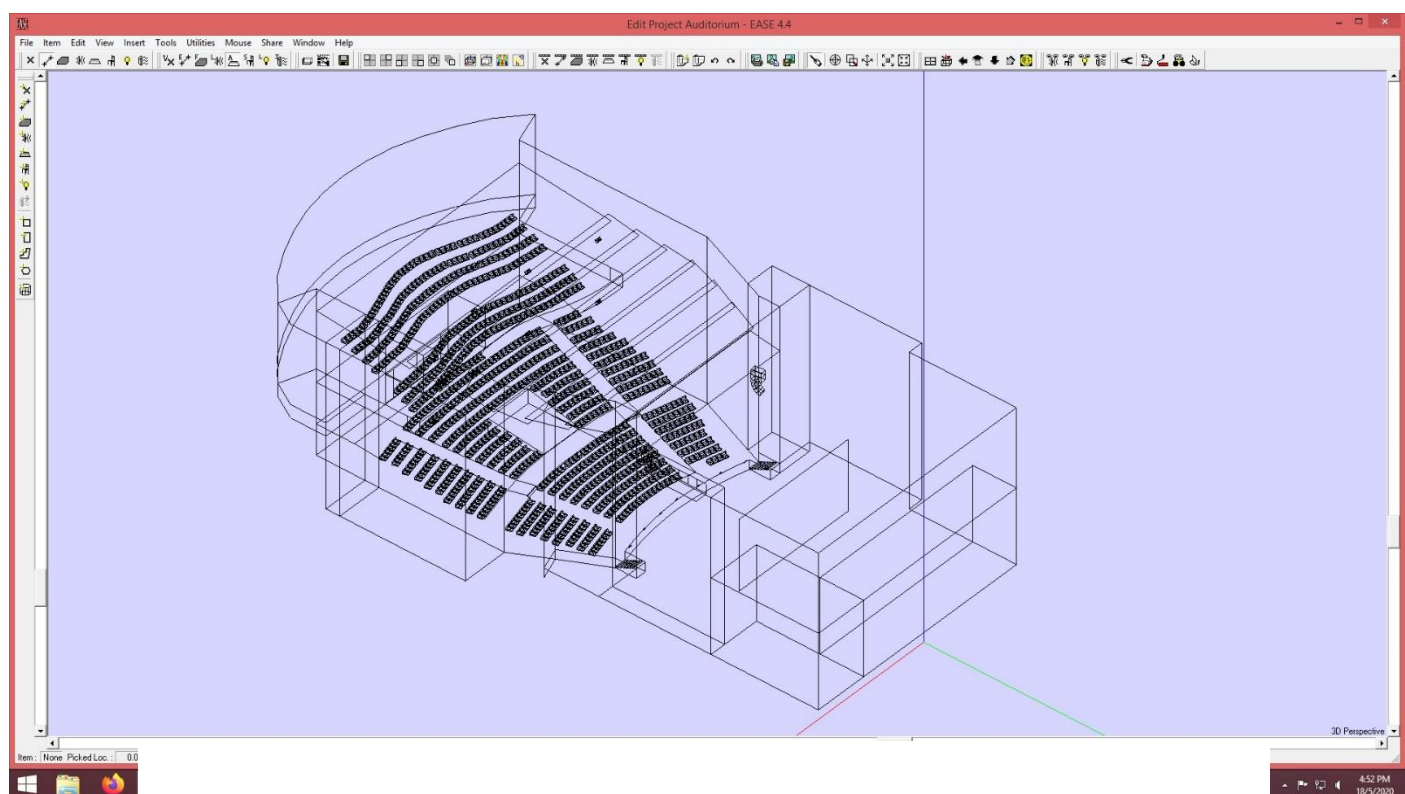 Edit Project Auditorium - EASE 4.4
File Item Edit View Insert Tools Utilities Mouse Share Window Help
3D Perspective
Item: None Picked Loc.: 0.0
4:52 PM
18/5/2020